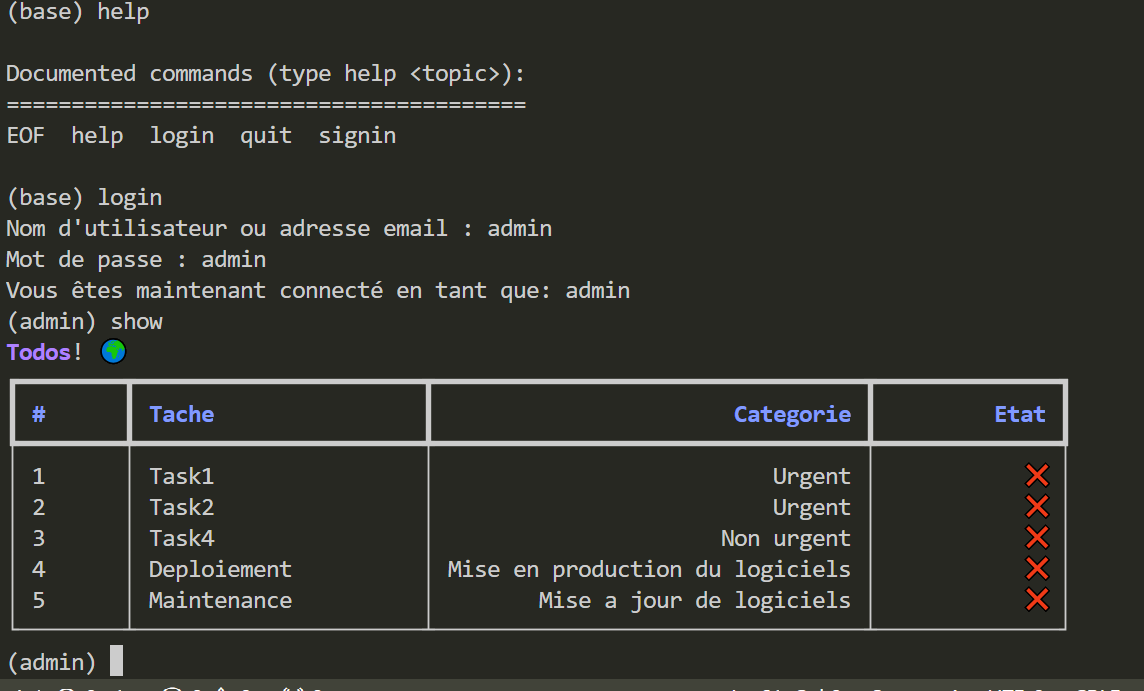 (base) help
Documented commands (type help <topic>):
========================================
EOF help login quit signin
(base) login
Nom d'utilisateur ou adresse email : admin
Mot de passe : admin
Vous êtes maintenant connecté en tant que: admin
(admin) show
Todos! 🌍
# Tache Categorie Etat
1 Task1 Urgent ❌
2 Task2 Urgent ❌
3 Task4 Non urgent ❌
4 Deploiement Mise en production du logiciels ❌
5 Maintenance Mise a jour de logiciels ❌
(admin)